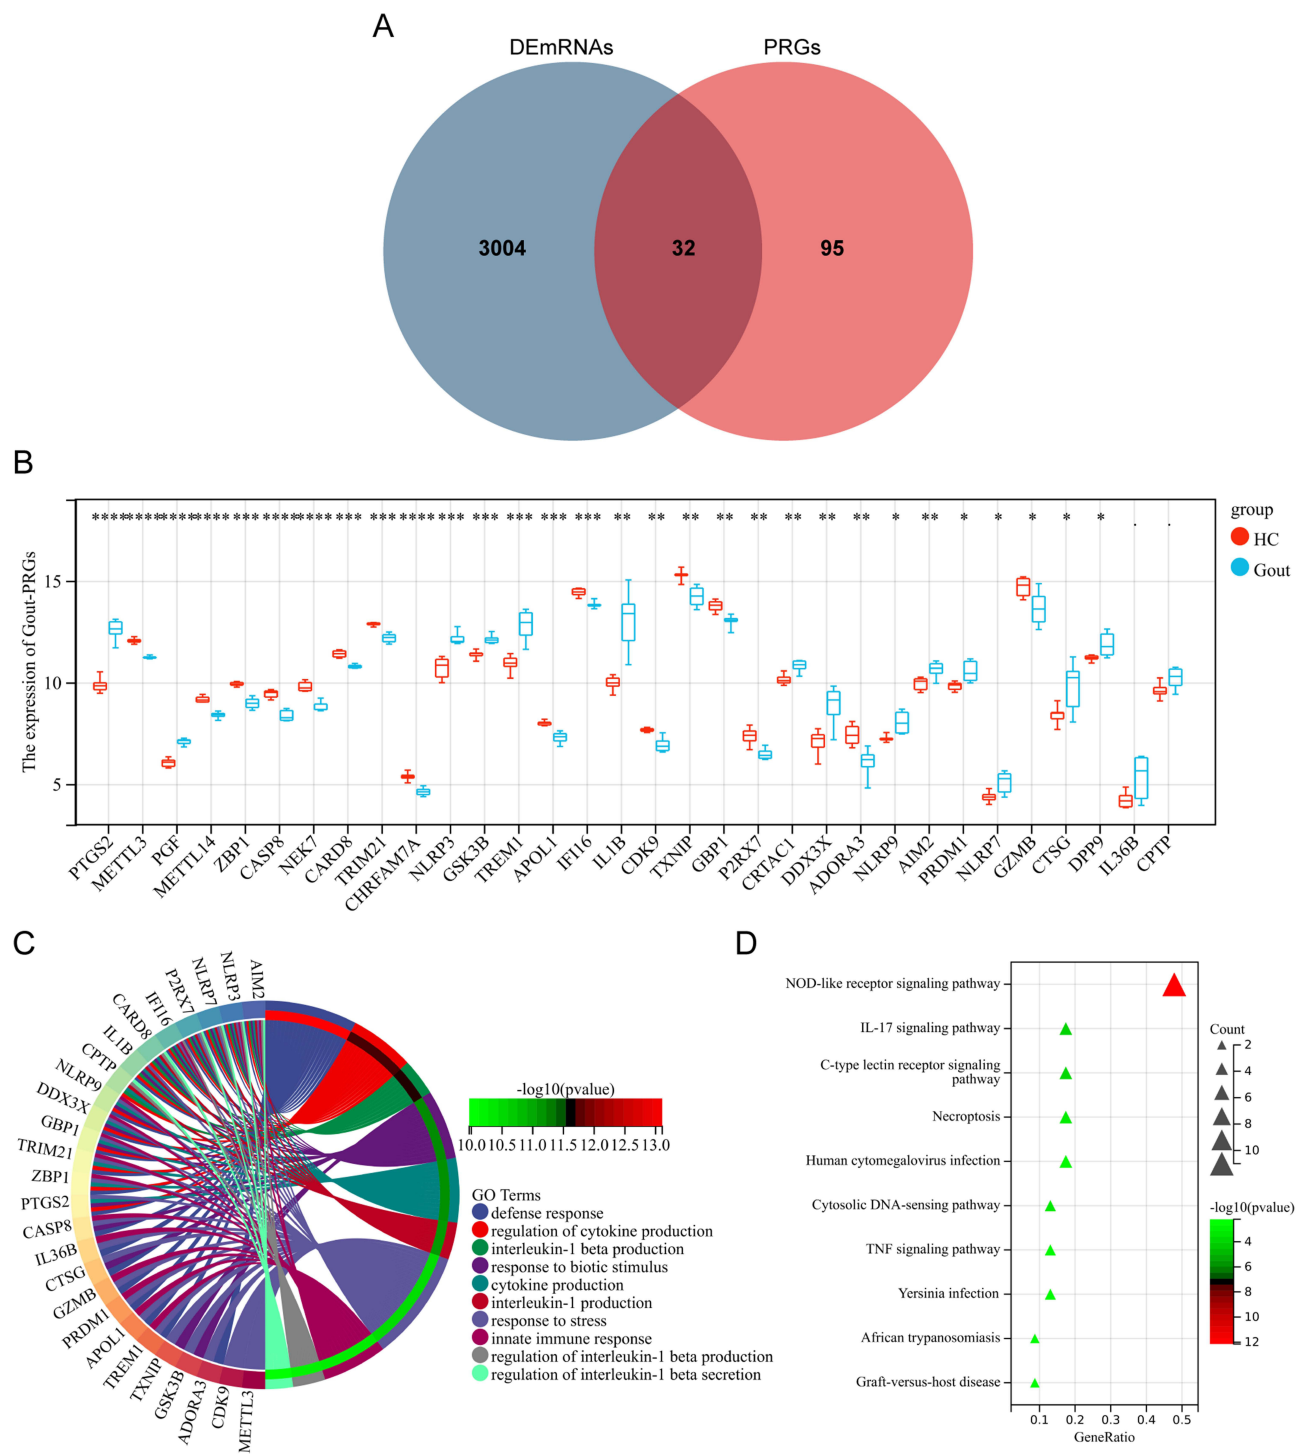 A
DEmRNAs PRGs
3004 32 95
B
**** **** **** **** *** **** **** *** *** **** *** *** *** *** *** ** ** ** ** ** ** ** ** * ** * * * * * . .
The expression of Gout-PRGs
15
10
5
group
HC
Gout
PTGS2 METTL3 PGF METTL14 ZBP1 CASP8 NEK7 CARD8 TRIM21 CHRFAM7A NLRP3 GSK3B TREM1 APOL1 IFI16 IL1B CDK9 TXNIP GBP1 P2RX7 CRTAC1 DDX3X ADORA3 NLRP9 AIM2 PRDM1 NLRP7 GZMB CTSG DPP9 IL36B CPTP
C
AIM2
NLRP3
NLRP7
P2RX7
IFI16
CARD8
IL1B
CPTP
NLRP9
DDX3X
GBP1
TRIM21
ZBP1
PTGS2
CASP8
IL36B
CTSG
GZMB
PRDM1
APOL1
TREM1
TXNIP
GSK3B
ADORA3
CDK9
METTL3
-log10(pvalue)
10.0 10.5 11.0 11.5 12.0 12.5 13.0
GO Terms
defense response
regulation of cytokine production
interleukin-1 beta production
response to biotic stimulus
cytokine production
interleukin-1 production
response to stress
innate immune response
regulation of interleukin-1 beta production
regulation of interleukin-1 beta secretion
D
NOD-like receptor signaling pathway
IL-17 signaling pathway
C-type lectin receptor signaling
pathway
Necroptosis
Human cytomegalovirus infection
Cytosolic DNA-sensing pathway
TNF signaling pathway
Yersinia infection
African trypanosomiasis
Graft-versus-host disease
0.1 0.2 0.3 0.4 0.5
GeneRatio
Count
2
4
6
8
10
-log10(pvalue)
4
6
8
10
12